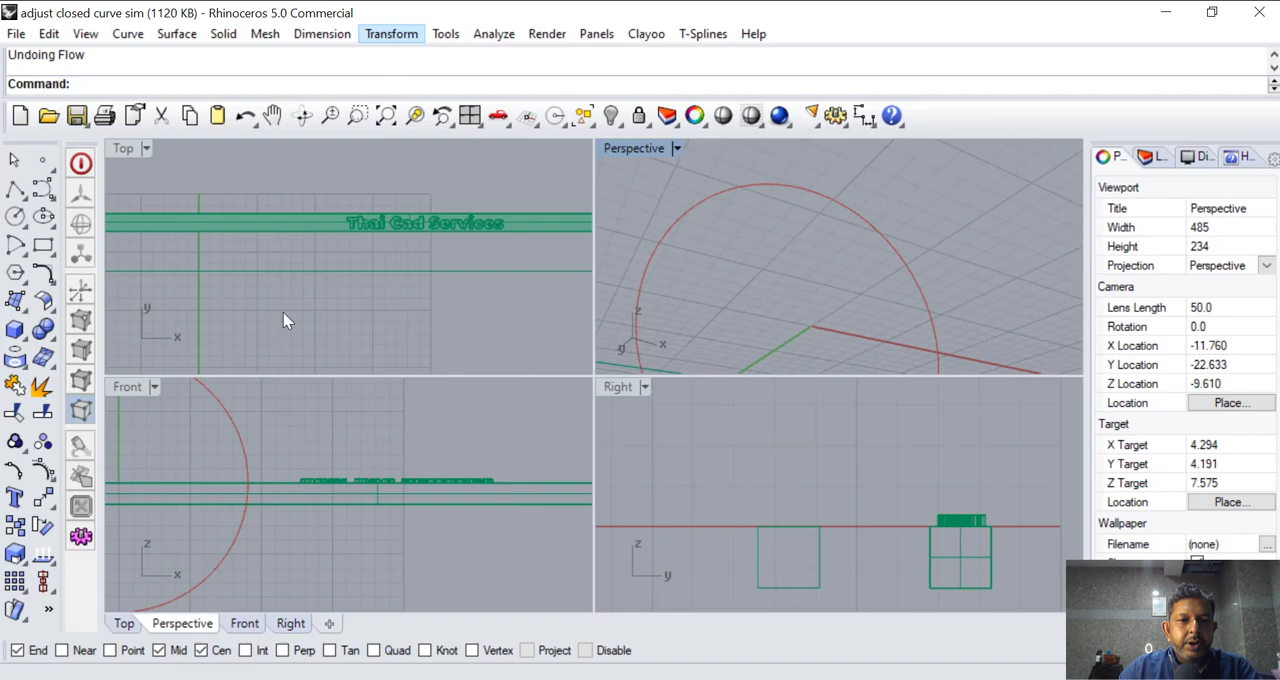 adjust closed curve sim (1120 KB) - Rhinoceros 5.0 Commercial
File Edit View Curve Surface Solid Mesh Dimension Transform Tools Analyze Render Panels Clayoo T-Splines Help
Undoing Flow
Command:
Top
Thai Cad Services
y
x
Perspective
z
y
x
Front
z
x
Right
z
y
P... L... Di... H...
Viewport
Title Perspective
Width 485
Height 234
Projection Perspective
Camera
Lens Length 50.0
Rotation 0.0
X Location -11.760
Y Location -22.633
Z Location -9.610
Location Place...
Target
X Target 4.294
Y Target 4.191
Z Target 7.575
Location Place...
Wallpaper
Filename (none) ...
Top Perspective Front Right
End Near Point Mid Cen Int Perp Tan Quad Knot Vertex Project Disable